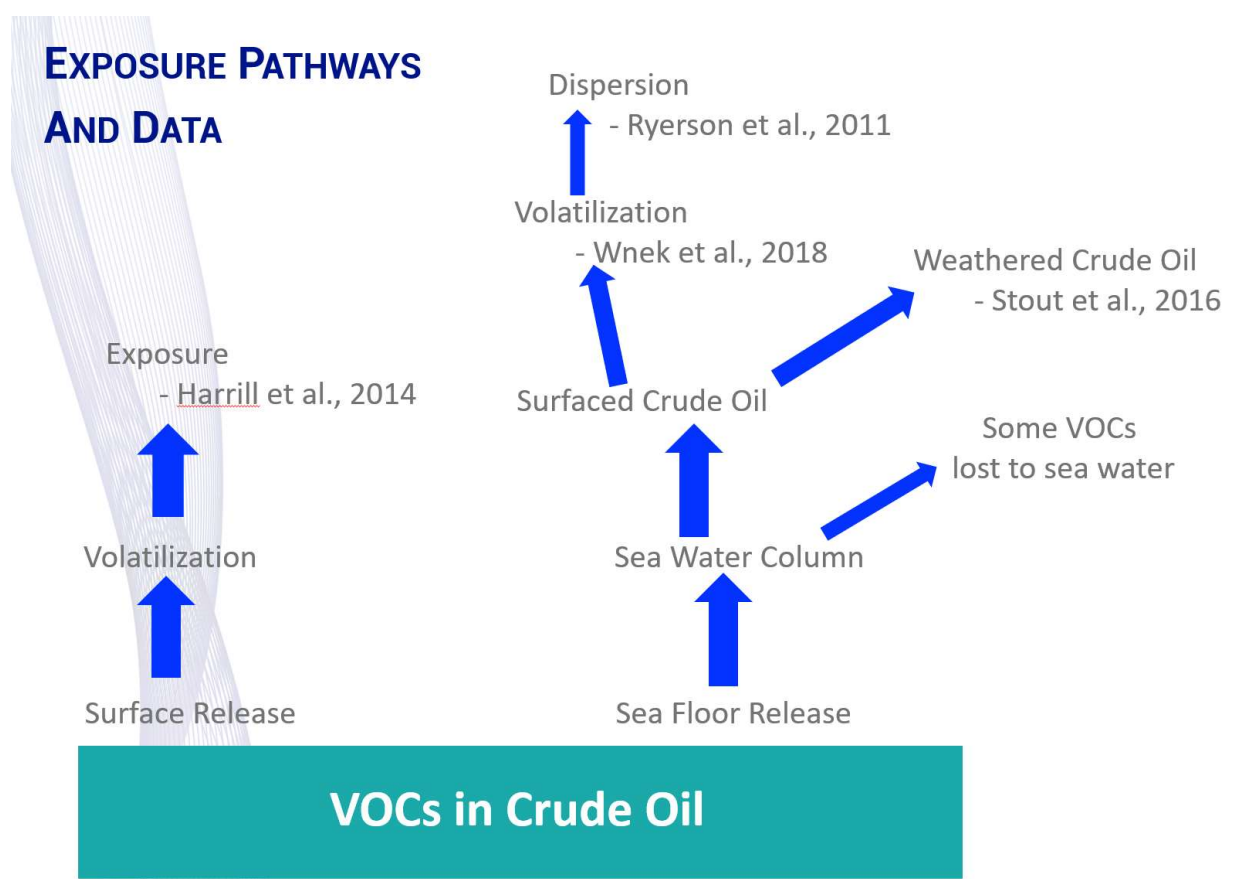 EXPOSURE PATHWAYS
AND DATA
Dispersion
- Ryerson et al., 2011
Volatilization
- Wnek et al., 2018
Weathered Crude Oil
- Stout et al., 2016
Exposure
- Harrill et al., 2014
Surfaced Crude Oil
Some VOCs
lost to sea water
Volatilization
Sea Water Column
Surface Release
Sea Floor Release
VOCs in Crude Oil